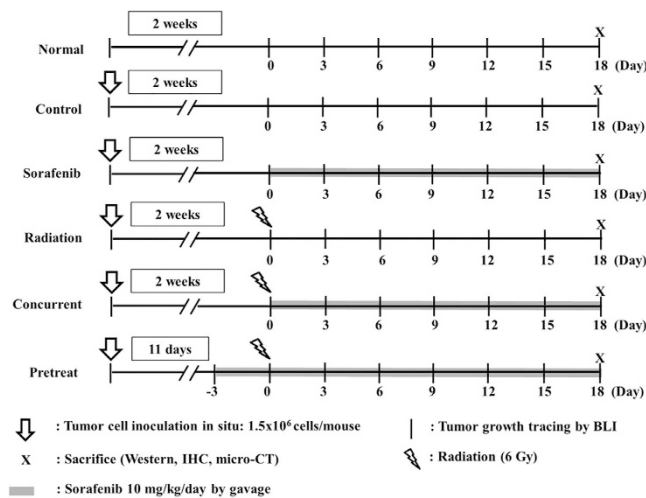 2 weeks
Normal
X
0 3 6 9 12 15 18 (Day)
2 weeks
Control
X
0 3 6 9 12 15 18 (Day)
2 weeks
Sorafenib
X
0 3 6 9 12 15 18 (Day)
2 weeks
Radiation
X
0 3 6 9 12 15 18 (Day)
2 weeks
Concurrent
X
0 3 6 9 12 15 18 (Day)
11 days
Pretreat
X
-3 0 3 6 9 12 15 18 (Day)
: Tumor cell inoculation in situ: 1.5x10⁶ cells/mouse
: Tumor growth tracing by BLI
X : Sacrifice (Western, IHC, micro-CT)
: Radiation (6 Gy)
: Sorafenib 10 mg/kg/day by gavage